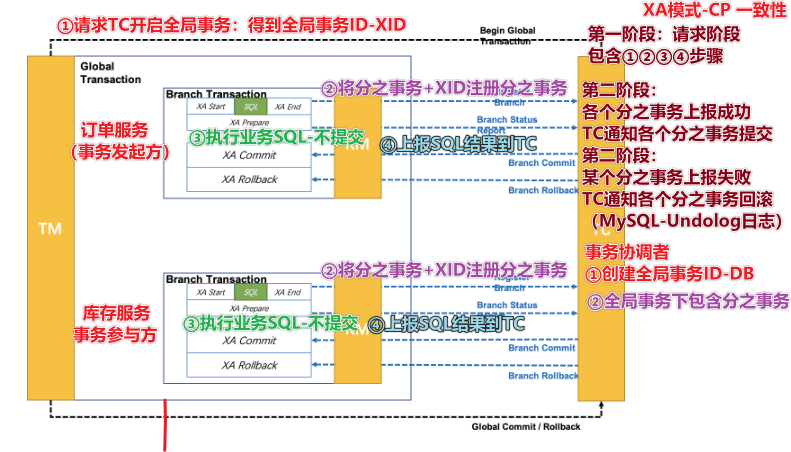 XA模式-CP 一致性
①请求TC开启全局事务：得到全局事务ID-XID
Begin Global
Transaction
第一阶段：请求阶段
包含①②③④步骤
Global
Transaction
Branch Transaction
②将分之事务+XID注册分之事务
XA Start
SQL
XA End
Branch
XA Prepare
Branch Status
Report
订单服务
（事务发起方）
③执行业务SQL-不提交
④上报SQL结果到TC
XA Commit
Branch Commit
XA Rollback
Branch Rollback
第二阶段：
各个分之事务上报成功
TC通知各个分之事务提交
第二阶段：
某个分之事务上报失败
TC通知各个分之事务回滚
（MySQL-Undolog日志）
TM
TC
事务协调者
①创建全局事务ID-DB
②全局事务下包含分之事务
Branch Transaction
②将分之事务+XID注册分之事务
XA Start
SQL
XA End
Branch
XA Prepare
Branch Status
库存服务
事务参与方
③执行业务SQL-不提交
④上报SQL结果到TC
XA Commit
Branch Commit
XA Rollback
Branch Rollback
Global Commit / Rollback